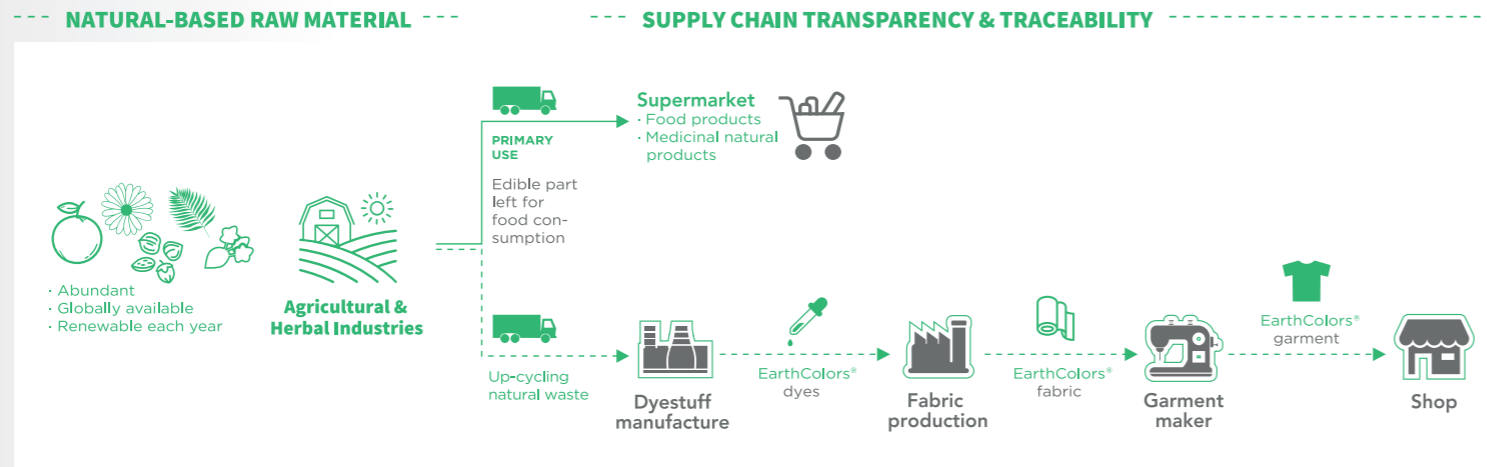 NATURAL-BASED RAW MATERIAL
SUPPLY CHAIN TRANSPARENCY & TRACEABILITY
Supermarket
· Food products
· Medicinal natural
products
PRIMARY
USE
Edible part
left for
food con-
sumption
· Abundant
· Globally available
· Renewable each year
Agricultural &
Herbal Industries
Up-cycling
natural waste
Dyestuff
manufacture
EarthColors®
dyes
Fabric
production
EarthColors®
fabric
Garment
maker
EarthColors®
garment
Shop